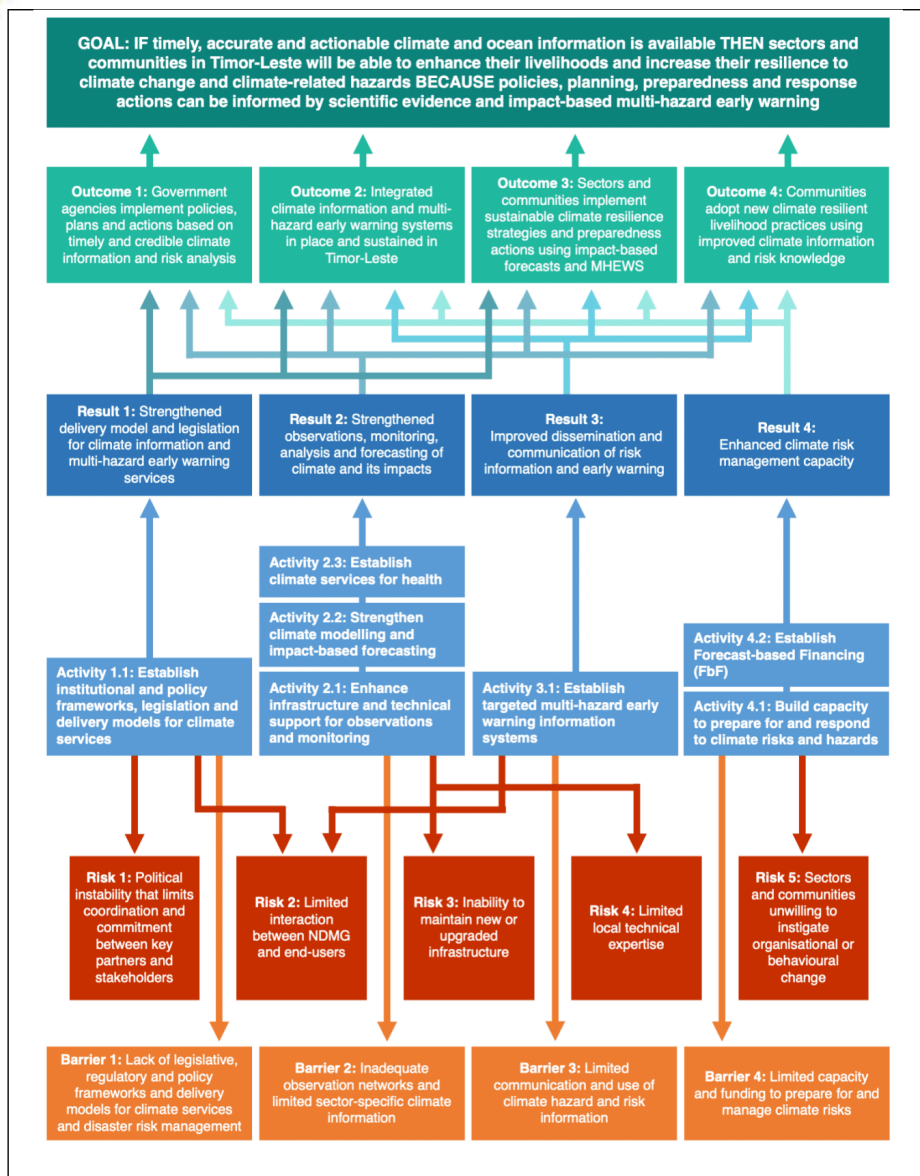 GOAL: IF timely, accurate and actionable climate and ocean information is available THEN sectors and
communities in Timor-Leste will be able to enhance their livelihoods and increase their resilience to
climate change and climate-related hazards BECAUSE policies, planning, preparedness and response
actions can be informed by scientific evidence and impact-based multi-hazard early warning
Outcome 1: Government
agencies implement policies,
plans and actions based on
timely and credible climate
information and risk analysis
Outcome 2: Integrated
climate information and multi-
hazard early warning systems
in place and sustained in
Timor-Leste
Outcome 3: Sectors and
communities implement
sustainable climate resilience
strategies and preparedness
actions using impact-based
forecasts and MHEWS
Outcome 4: Communities
adopt new climate resilient
livelihood practices using
improved climate information
and risk knowledge
Result 1: Strengthened
delivery model and legislation
for climate information and
multi-hazard early warning
services
Result 2: Strengthened
observations, monitoring,
analysis and forecasting of
climate and its impacts
Result 3:
Improved dissemination and
communication of risk
information and early warning
Result 4:
Enhanced climate risk
management capacity
Activity 1.1: Establish
institutional and policy
frameworks, legislation and
delivery models for climate
services
Activity 2.3: Establish
climate services for health
Activity 2.2: Strengthen
climate modelling and
impact-based forecasting
Activity 2.1: Enhance
infrastructure and technical
support for observations
and monitoring
Activity 3.1: Establish
targeted multi-hazard early
warning information
systems
Activity 4.2: Establish
Forecast-based Financing
(FbF)
Activity 4.1: Build capacity
to prepare for and respond
to climate risks and hazards
Risk 1: Political
instability that limits
coordination and
commitment
between key
partners and
stakeholders
Risk 2: Limited
interaction
between NDMG
and end-users
Risk 3: Inability to
maintain new or
upgraded
infrastructure
Risk 4: Limited
local technical
expertise
Risk 5: Sectors
and communities
unwilling to
instigate
organisational or
behavioural
change
Barrier 1: Lack of legislative,
regulatory and policy
frameworks and delivery
models for climate services
and disaster risk management
Barrier 2: Inadequate
observation networks and
limited sector-specific climate
information
Barrier 3: Limited
communication and use of
climate hazard and risk
information
Barrier 4: Limited capacity
and funding to prepare for and
manage climate risks